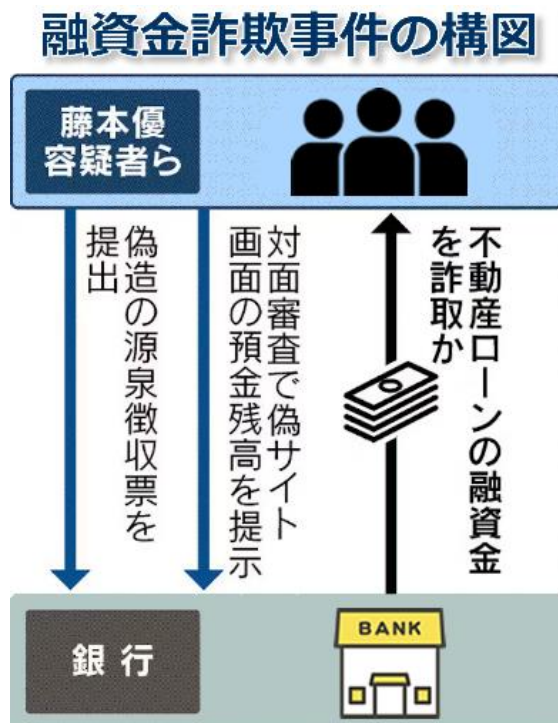 融資金詐欺事件の構図
藤本優
容疑者ら
不動産ローンの融資金
を詐取か
対面審査で偽サイト
画面の預金残高を提示
偽造の源泉徴収票を
提出
銀行
BANK